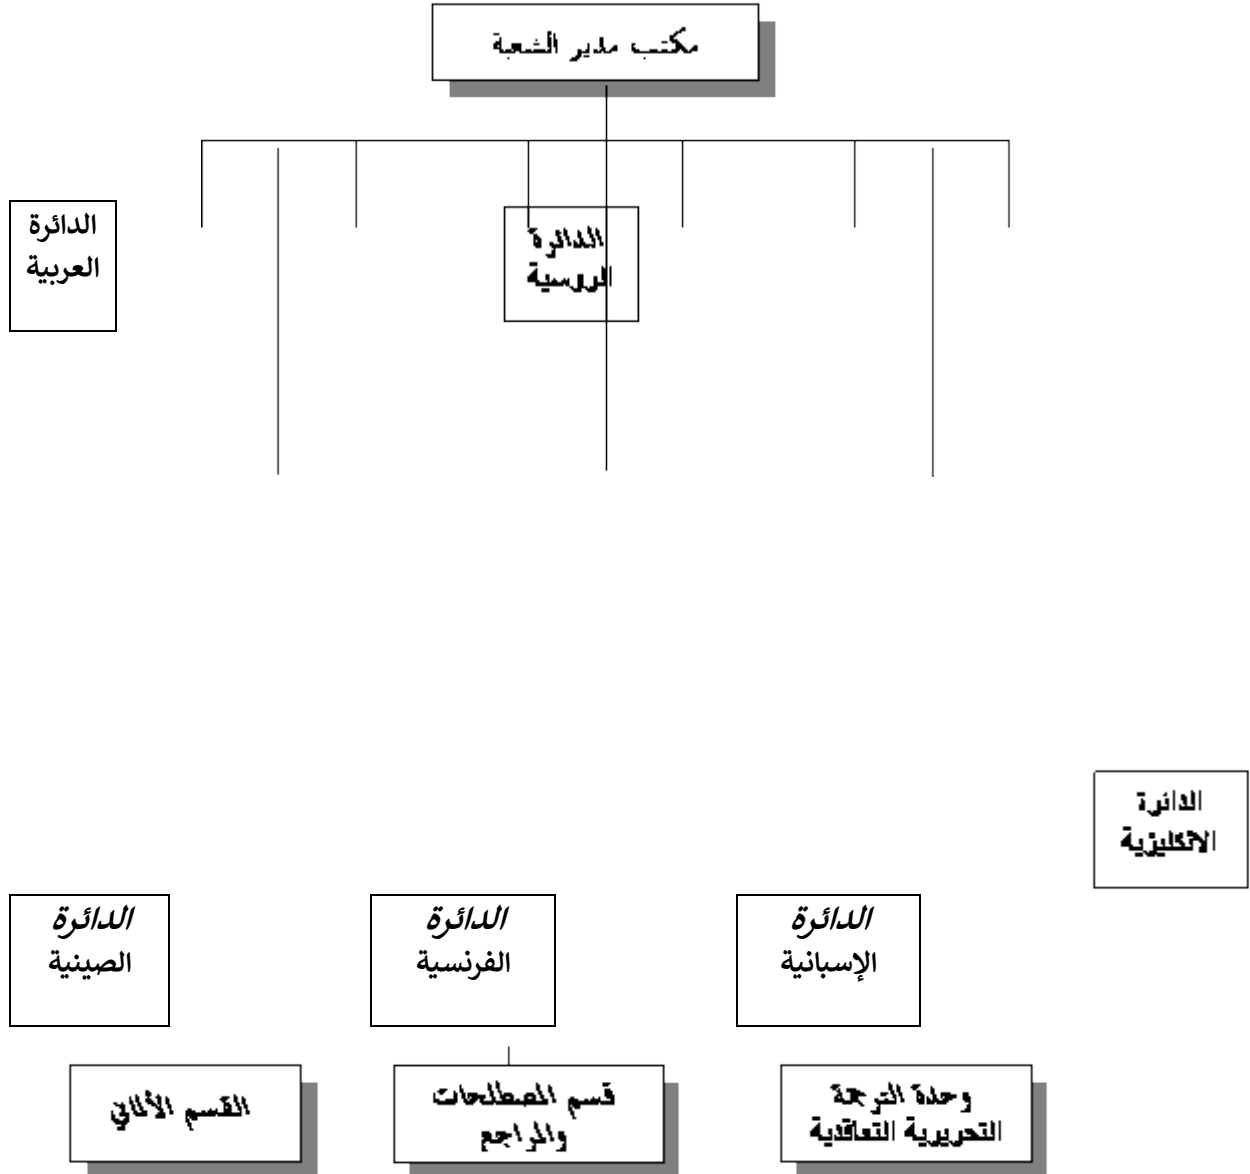 مكتب مدير الشعبة
الدائرة
العربية
الدائرة
الروسية
الدائرة
الانكليزية
الدائرة
الإسبانية
الدائرة
الفرنسية
الدائرة
الصينية
وحدة الترجمة
التحريرية التعاقدية
قسم المصطلحات
والمراجع
القسم الألماني